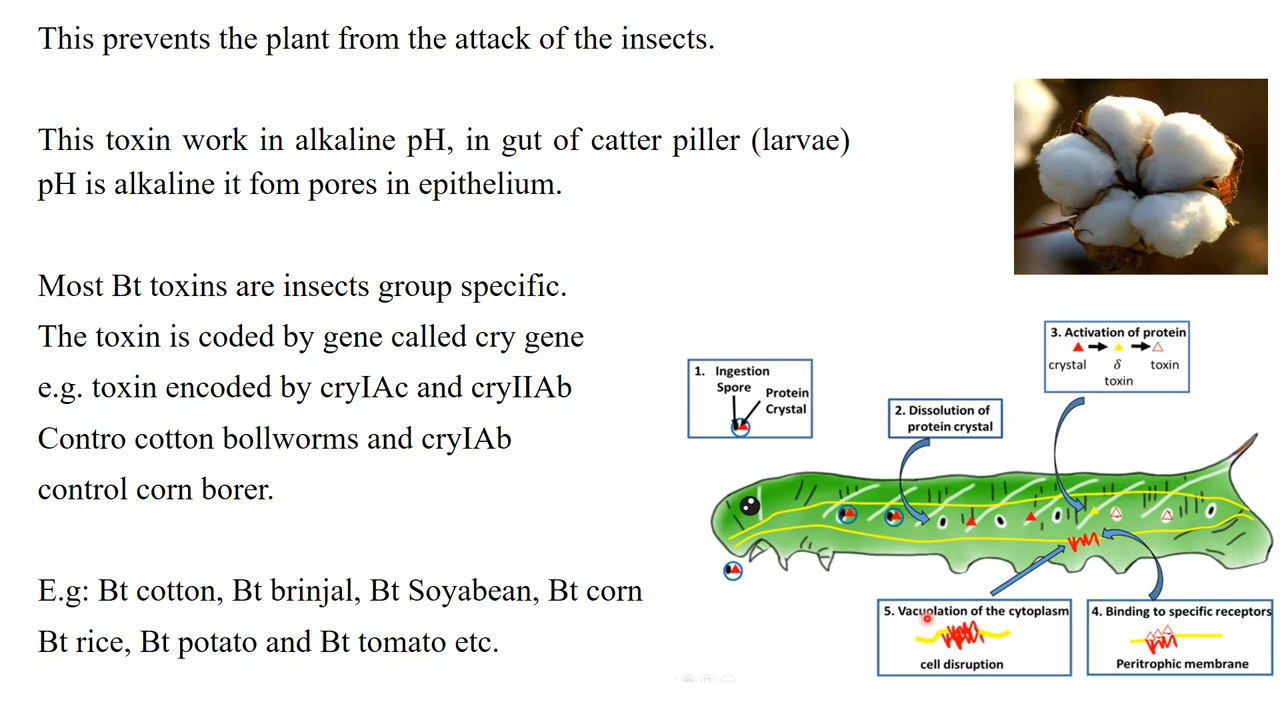 This prevents the plant from the attack of the insects.
This toxin work in alkaline pH, in gut of catter piller (larvae)
pH is alkaline it fom pores in epithelium.
Most Bt toxins are insects group specific.
The toxin is coded by gene called cry gene
e.g. toxin encoded by cryIAc and cryIIAb
Contro cotton bollworms and cryIAb
control corn borer.
E.g: Bt cotton, Bt brinjal, Bt Soyabean, Bt corn
Bt rice, Bt potato and Bt tomato etc.
1. Ingestion
Spore
Protein
Crystal
2. Dissolution of
protein crystal
3. Activation of protein
crystal δ toxin
toxin
5. Vacuolation of the cytoplasm
cell disruption
4. Binding to specific receptors
Peritrophic membrane